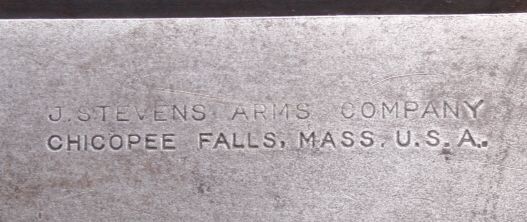 J. STEVENS ARMS COMPANY
CHICOPEE FALLS, MASS. U.S.A.